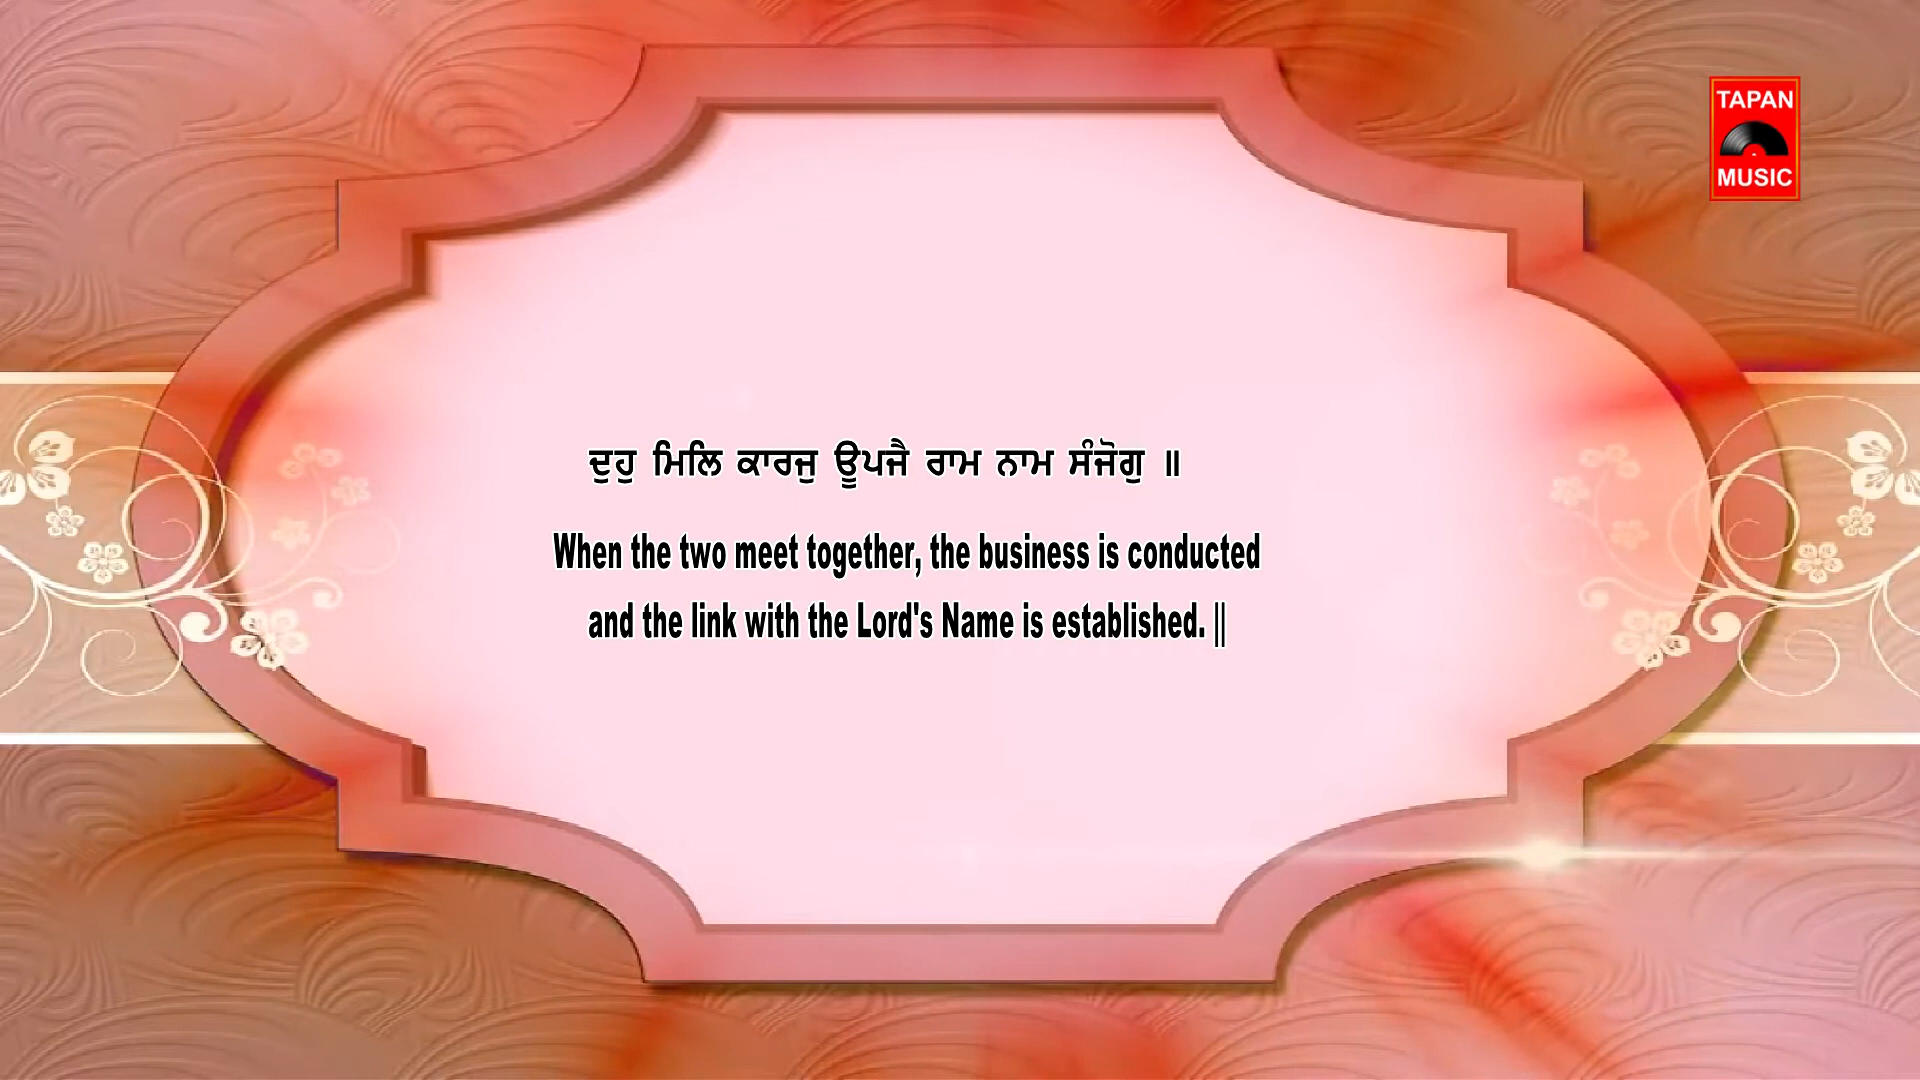 TAPAN
MUSIC
ਦੁਹੁ ਮਿਲਿ ਕਾਰਜੁ ਊਪਜੈ ਰਾਮ ਨਾਮ ਸੰਜੋਗੁ ॥
When the two meet together, the business is conducted
and the link with the Lord's Name is established. ||